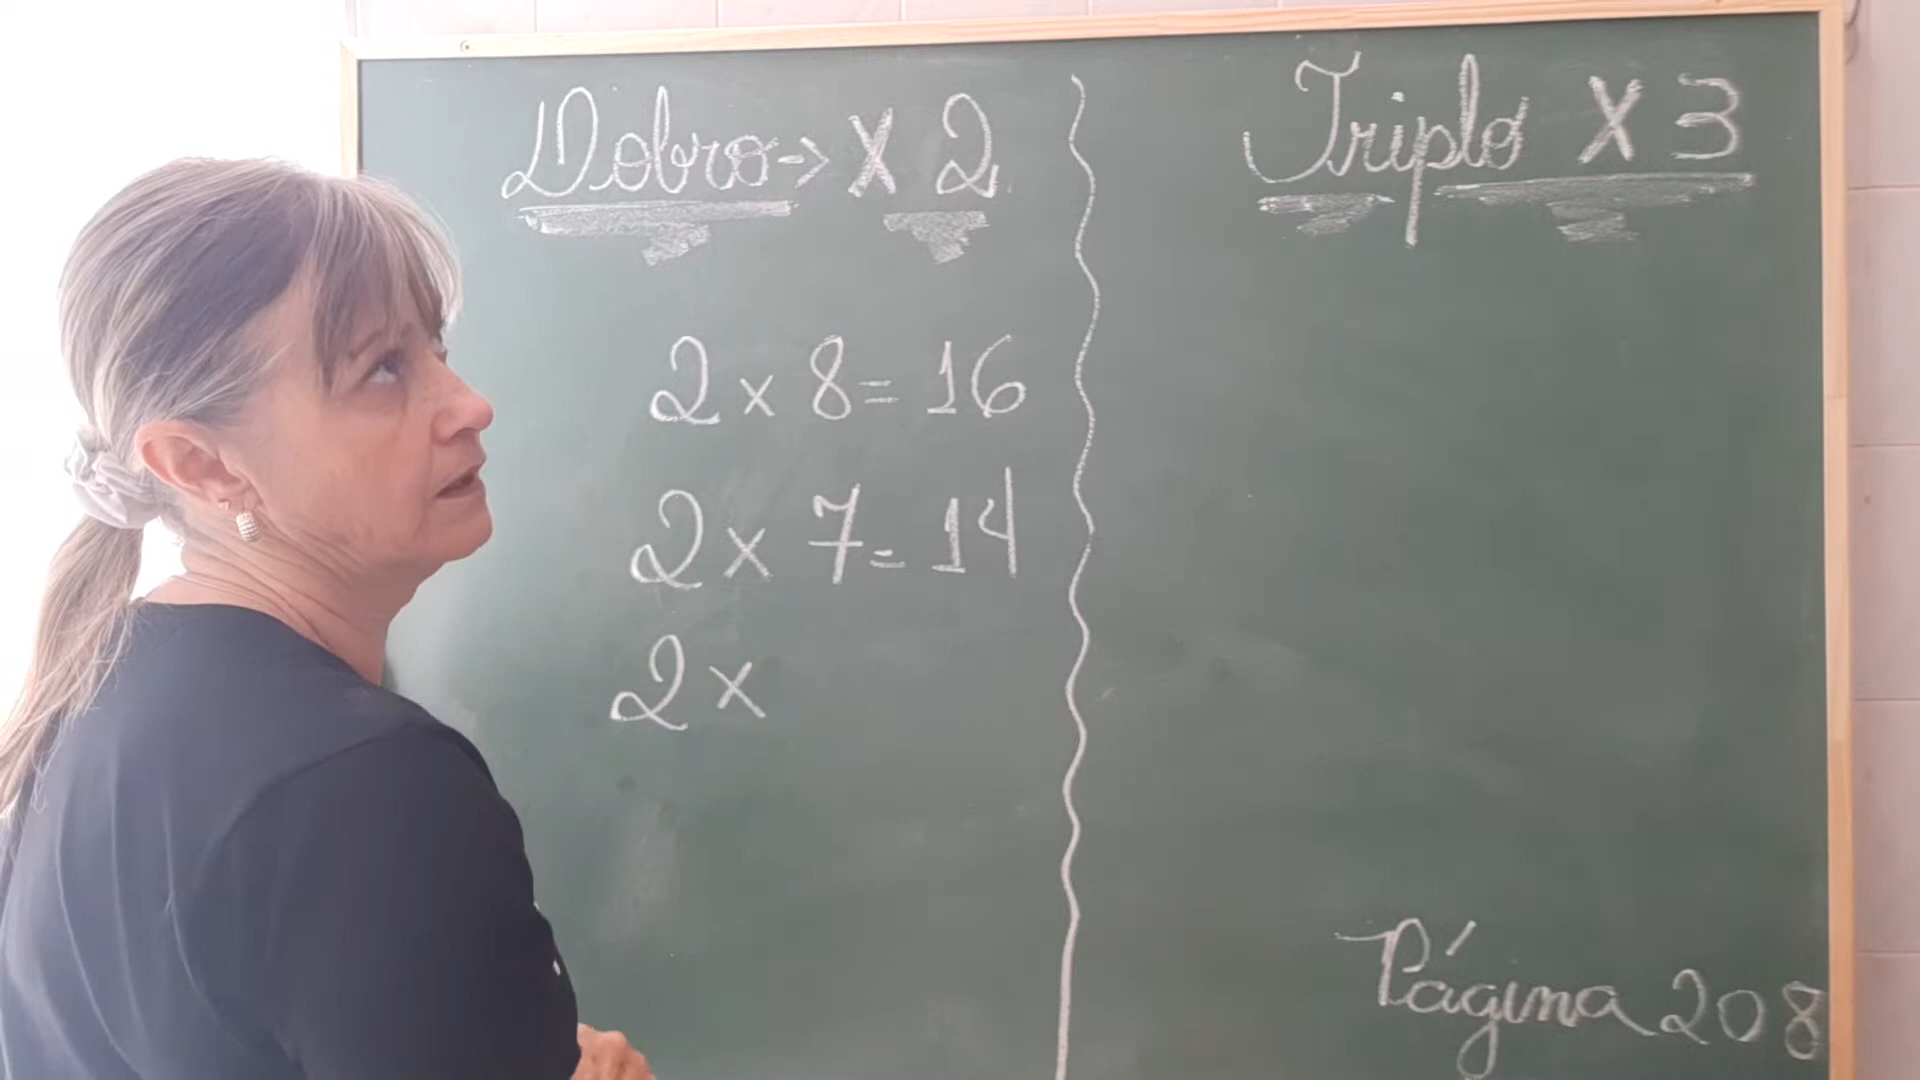 Dobro -> X 2
2 x 8 = 16
2 x 7 = 14
2 x
Triplo X 3
Página 208